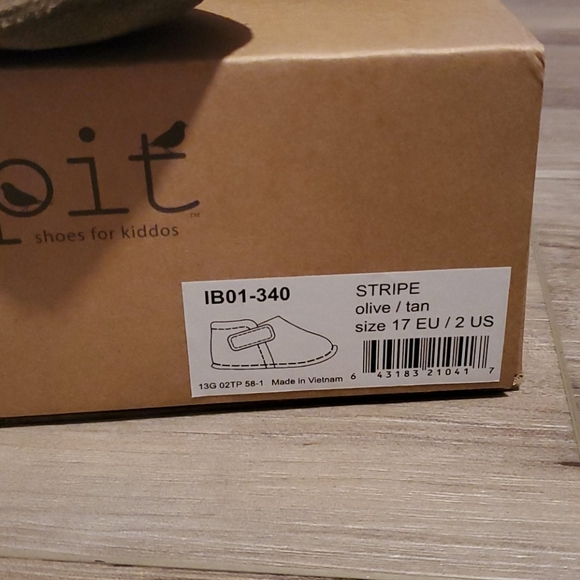 pit™
shoes for kiddos
IB01-340
STRIPE
olive / tan
size 17 EU / 2 US
13G 02TP 58-1 Made in Vietnam
6 43183 21041 7